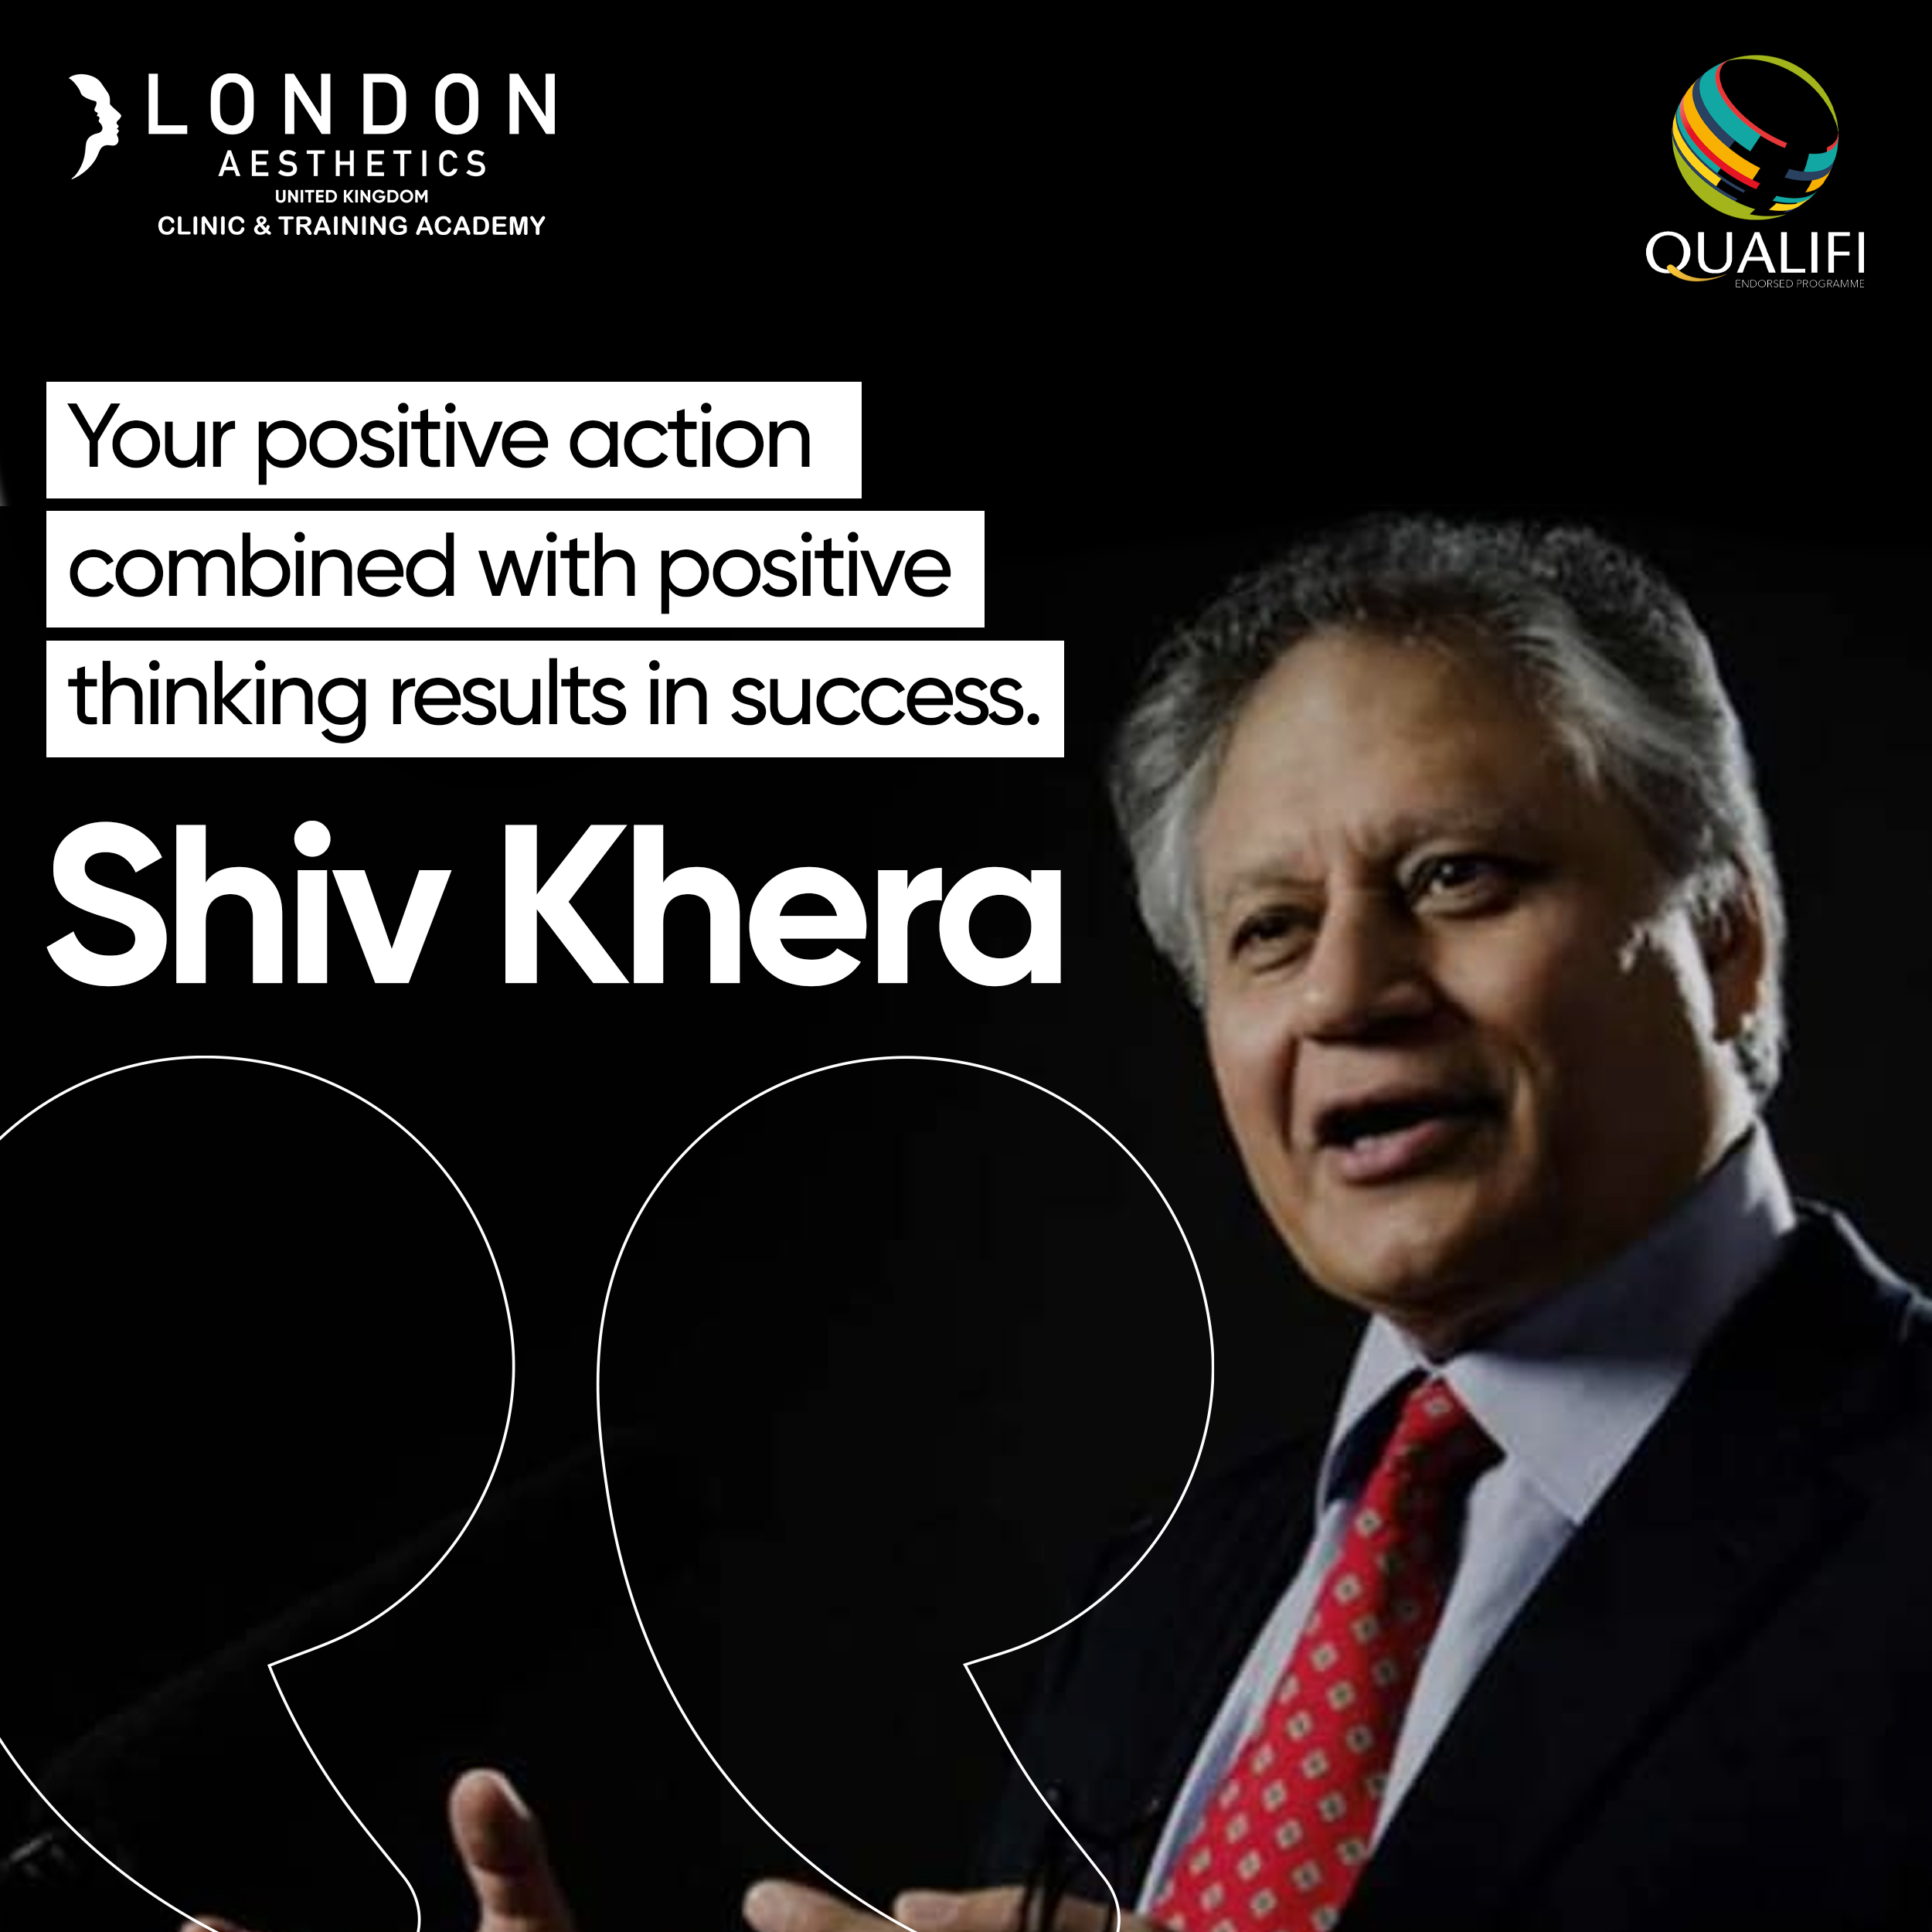 LONDON
AESTHETICS
UNITED KINGDOM
CLINIC & TRAINING ACADEMY
QUALIFI
ENDORSED PROGRAMME
Your positive action
combined with positive
thinking results in success.
Shiv Khera